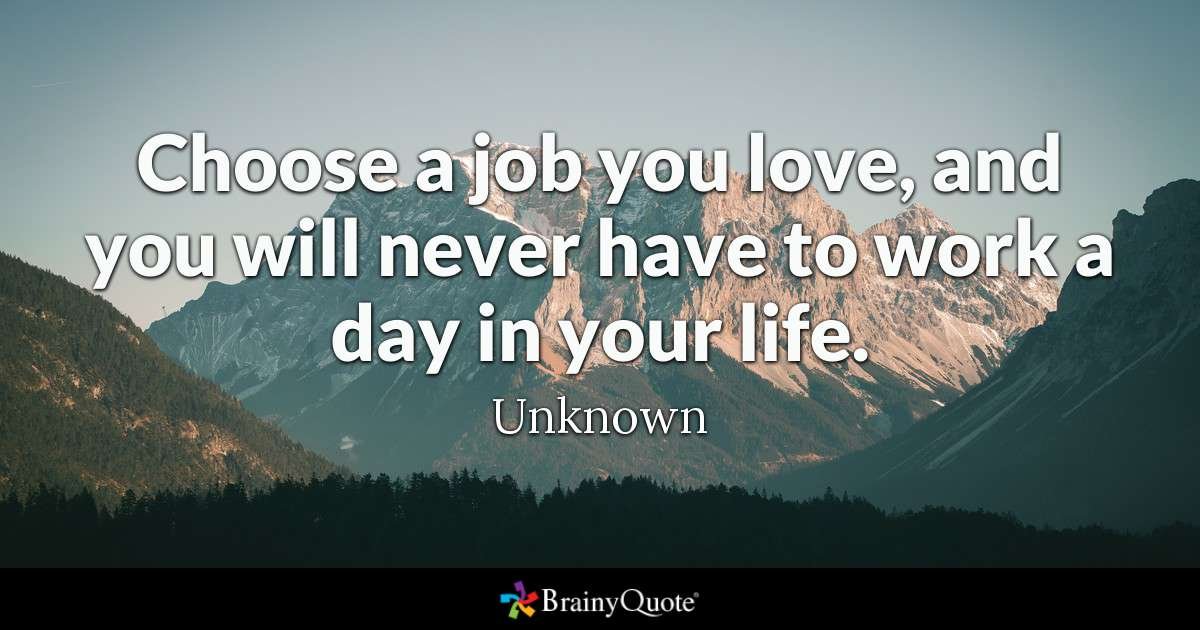 Choose a job you love, and
you will never have to work a
day in your life.
Unknown
BrainyQuote®